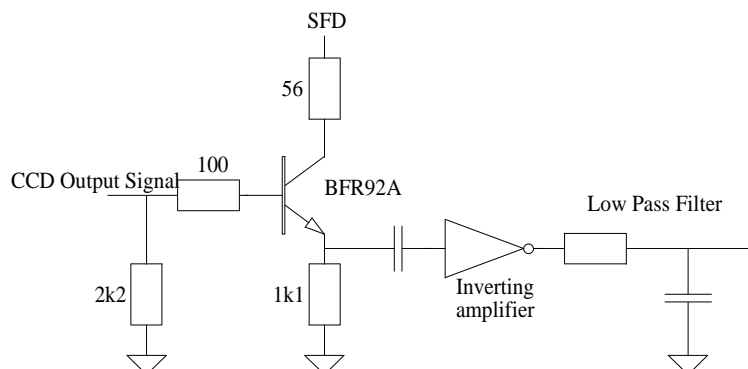 SFD
56
100
CCD Output Signal
BFR92A
Low Pass Filter
2k2
1k1
Inverting
amplifier